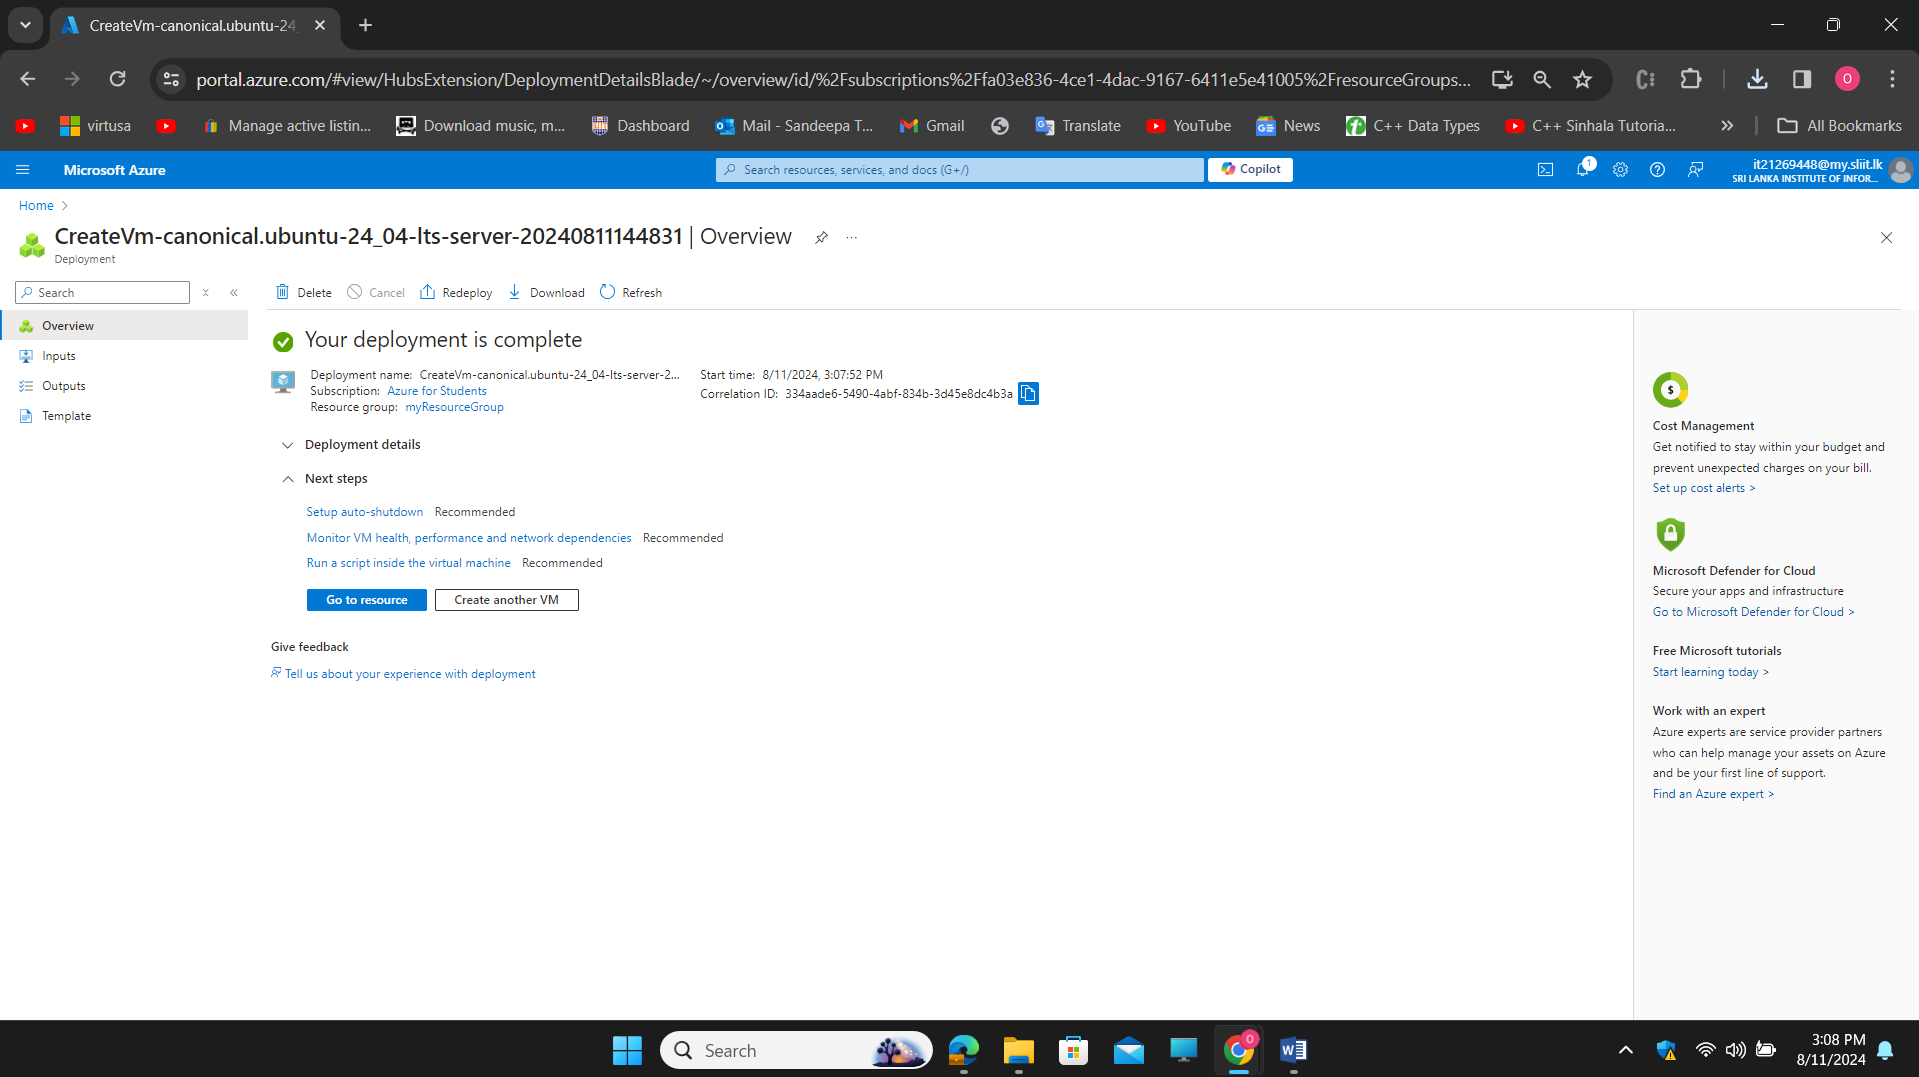 CreateVm-canonical.ubuntu-24_
portal.azure.com/#view/HubsExtension/DeploymentDetailsBlade/~/overview/id/%2Fsubscriptions%2Ffa03e836-4ce1-4dac-9167-6411e5e41005%2FresourceGroups...
O
virtusa
Manage active listin...
Download music, m...
Dashboard
Mail - Sandeepa T...
Gmail
Translate
YouTube
News
C++ Data Types
C++ Sinhala Tutoria...
All Bookmarks
Microsoft Azure
Search resources, services, and docs (G+/)
Copilot
1
it21269448@my.sliit.lk
SRI LANKA INSTITUTE OF INFOR...
Home >
CreateVm-canonical.ubuntu-24_04-lts-server-20240811144831 | Overview
Deployment
Search
Delete
Cancel
Redeploy
Download
Refresh
Overview
Inputs
Outputs
Template
Your deployment is complete
Deployment name: CreateVm-canonical.ubuntu-24_04-lts-server-2...
Subscription: Azure for Students
Resource group: myResourceGroup
Start time: 8/11/2024, 3:07:52 PM
Correlation ID: 334aade6-5490-4abf-834b-3d45e8dc4b3a
Deployment details
Next steps
Setup auto-shutdown Recommended
Monitor VM health, performance and network dependencies Recommended
Run a script inside the virtual machine Recommended
Go to resource
Create another VM
Give feedback
Tell us about your experience with deployment
Cost Management
Get notified to stay within your budget and
prevent unexpected charges on your bill.
Set up cost alerts >
Microsoft Defender for Cloud
Secure your apps and infrastructure
Go to Microsoft Defender for Cloud >
Free Microsoft tutorials
Start learning today >
Work with an expert
Azure experts are service provider partners
who can help manage your assets on Azure
and be your first line of support.
Find an Azure expert >
Search
3:08 PM
8/11/2024